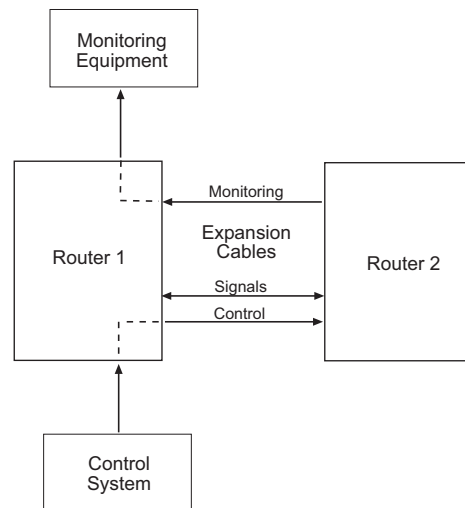 Monitoring
Equipment
Monitoring
Expansion
Cables
Router 1
Router 2
Signals
Control
Control
System